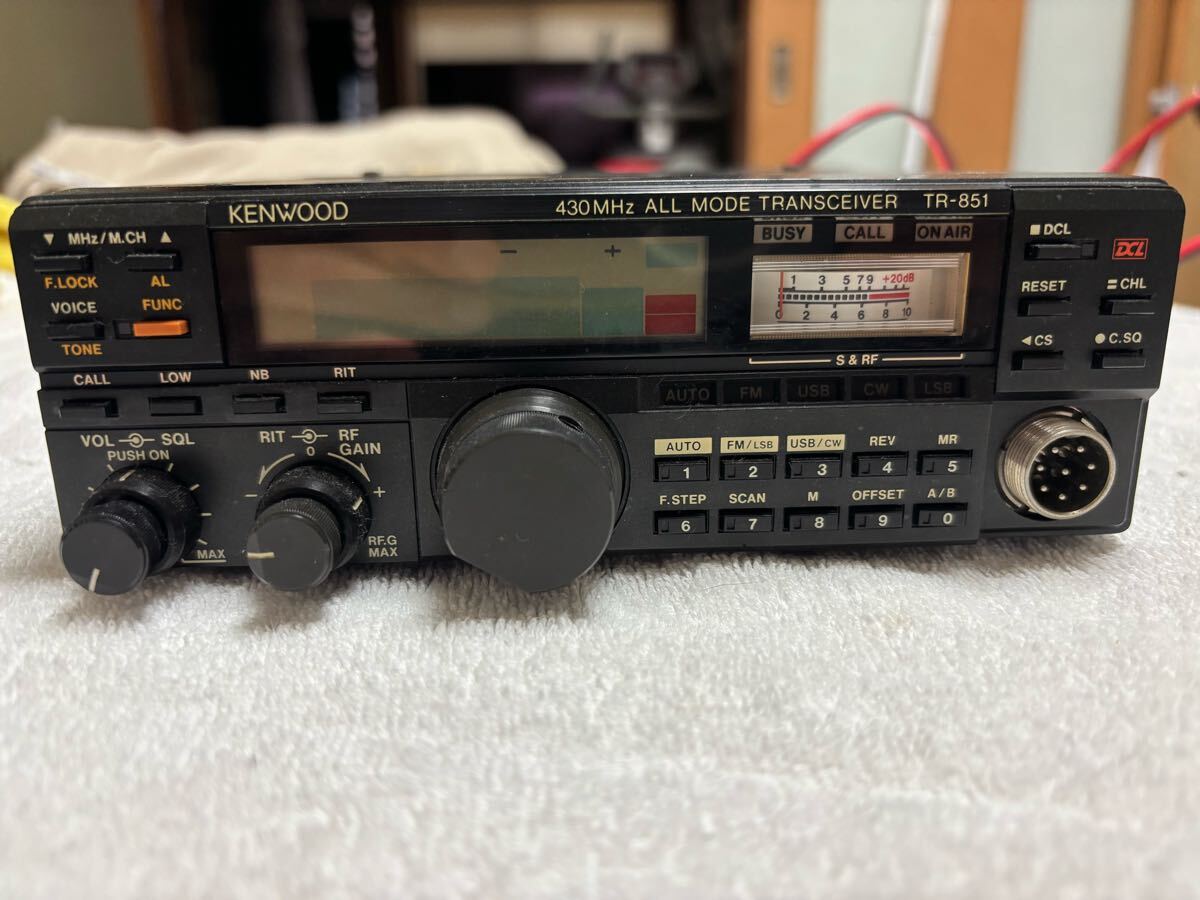 KENWOOD
430MHz ALL MODE TRANSCEIVER TR-851
▼ MHz/M.CH ▲
F.LOCK AL
VOICE FUNC
TONE
− +
BUSY CALL ON AIR
1 3 5 7 9 +20dB
0 2 4 6 8 10
S & RF
■ DCL DCL
RESET = CHL
◀ CS ● C.SQ
CALL LOW NB RIT
AUTO FM USB CW LSB
VOL SQL
PUSH ON
MAX
RIT RF
0 GAIN
− +
RF.G
MAX
AUTO FM/LSB USB/CW REV MR
1 2 3 4 5
F.STEP SCAN M OFFSET A/B
6 7 8 9 0